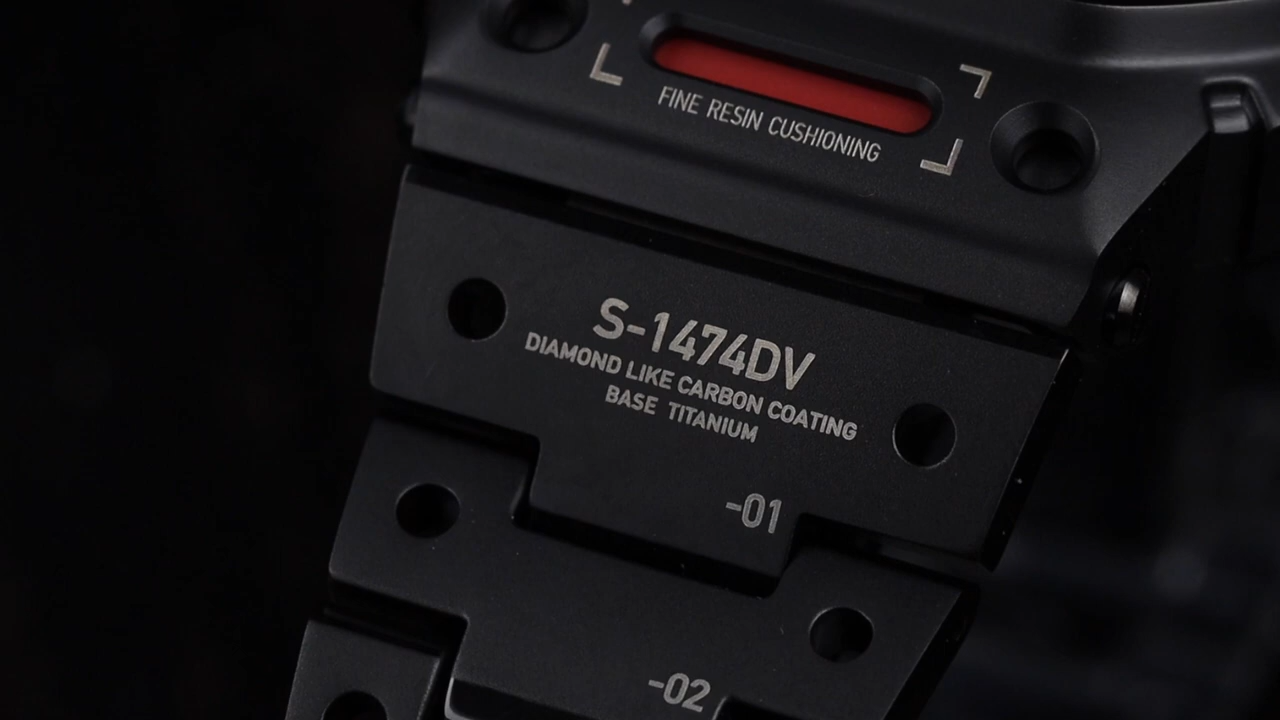 FINE RESIN CUSHIONING
S-1474DV
DIAMOND LIKE CARBON COATING
BASE TITANIUM
-01
-02